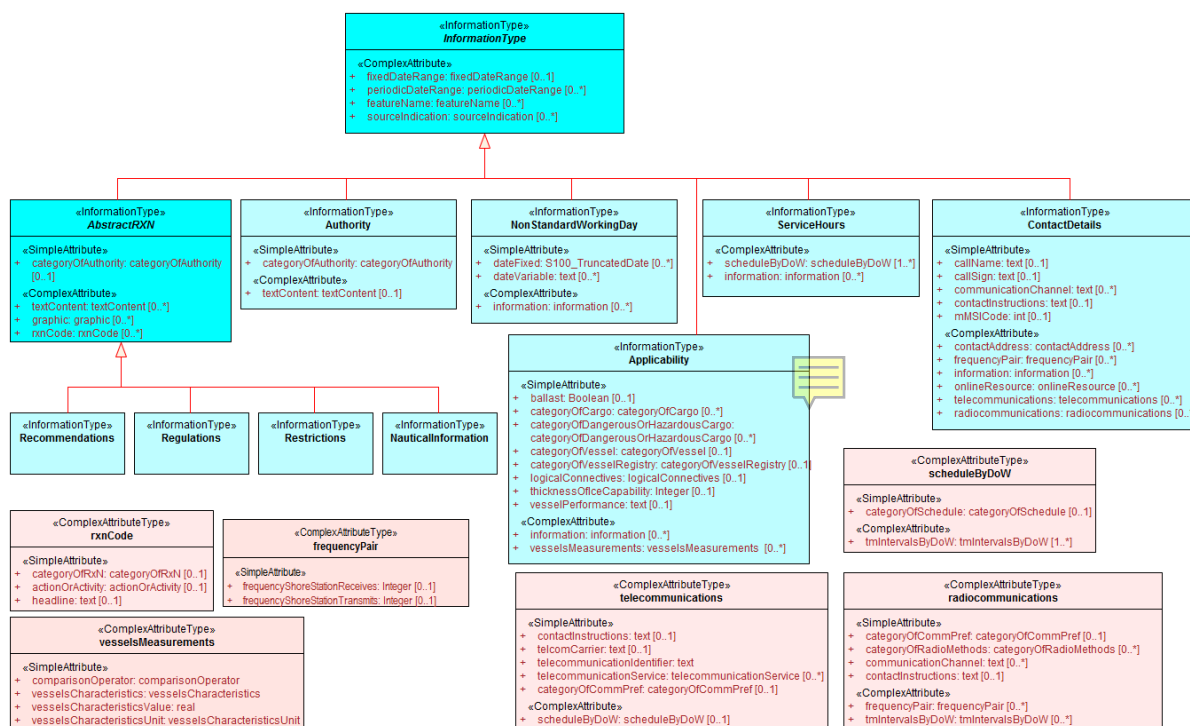 «InformationType»
InformationType
«ComplexAttribute»
+ fixedDateRange: fixedDateRange [0..1]
+ periodicDateRange: periodicDateRange [0..*]
+ featureName: featureName [0..*]
+ sourceIndication: sourceIndication [0..*]
«InformationType»
AbstractRXN
«SimpleAttribute»
+ categoryOfAuthority: categoryOfAuthority
[0..1]
«ComplexAttribute»
+ textContent: textContent [0..*]
+ graphic: graphic [0..*]
+ rxnCode: rxnCode [0..*]
«InformationType»
Authority
«SimpleAttribute»
+ categoryOfAuthority: categoryOfAuthority
«ComplexAttribute»
+ textContent: textContent [0..1]
«InformationType»
NonStandardWorkingDay
«SimpleAttribute»
+ dateFixed: S100_TruncatedDate [0..*]
+ dateVariable: text [0..*]
«ComplexAttribute»
+ information: information [0..*]
«InformationType»
ServiceHours
«ComplexAttribute»
+ scheduleByDoW: scheduleByDoW [1..*]
+ information: information [0..*]
«InformationType»
ContactDetails
«SimpleAttribute»
+ callName: text [0..1]
+ callSign: text [0..1]
+ communicationChannel: text [0..*]
+ contactInstructions: text [0..1]
+ mMSICode: int [0..1]
«ComplexAttribute»
+ contactAddress: contactAddress [0..*]
+ frequencyPair: frequencyPair [0..*]
+ information: information [0..*]
+ onlineResource: onlineResource [0..*]
+ telecommunications: telecommunications [0..*]
+ radiocommunications: radiocommunications [0..
«InformationType»
Applicability
«SimpleAttribute»
+ ballast: Boolean [0..1]
+ categoryOfCargo: categoryOfCargo [0..*]
+ categoryOfDangerousOrHazardousCargo:
categoryOfDangerousOrHazardousCargo [0..*]
+ categoryOfVessel: categoryOfVessel [0..1]
+ categoryOfVesselRegistry: categoryOfVesselRegistry [0..1]
+ logicalConnectives: logicalConnectives [0..1]
+ thicknessOfIceCapability: Integer [0..1]
+ vesselPerformance: text [0..1]
«ComplexAttribute»
+ information: information [0..*]
+ vesselsMeasurements: vesselsMeasurements [0..*]
«InformationType»
Recommendations
«InformationType»
Regulations
«InformationType»
Restrictions
«InformationType»
NauticalInformation
«ComplexAttributeType»
scheduleByDoW
«SimpleAttribute»
+ categoryOfSchedule: categoryOfSchedule [0..1]
«ComplexAttribute»
+ tmIntervalsByDoW: tmIntervalsByDoW [1..*]
«ComplexAttributeType»
rxnCode
«SimpleAttribute»
+ categoryOfRxN: categoryOfRxN [0..1]
+ actionOrActivity: actionOrActivity [0..1]
+ headline: text [0..1]
«ComplexAttributeType»
frequencyPair
«SimpleAttribute»
+ frequencyShoreStationReceives: Integer [0..1]
+ frequencyShoreStationTransmits: Integer [0..1]
«ComplexAttributeType»
vesselsMeasurements
«SimpleAttribute»
+ comparisonOperator: comparisonOperator
+ vesselsCharacteristics: vesselsCharacteristics
+ vesselsCharacteristicsValue: real
+ vesselsCharacteristicsUnit: vesselsCharacteristicsUnit
«ComplexAttributeType»
telecommunications
«SimpleAttribute»
+ contactInstructions: text [0..1]
+ telcomCarrier: text [0..1]
+ telecommunicationIdentifier: text
+ telecommunicationService: telecommunicationService [0..*]
+ categoryOfCommPref: categoryOfCommPref [0..1]
«ComplexAttribute»
+ scheduleByDoW: scheduleByDoW [0..1]
«ComplexAttributeType»
radiocommunications
«SimpleAttribute»
+ categoryOfCommPref: categoryOfCommPref [0..1]
+ categoryOfRadioMethods: categoryOfRadioMethods [0..*]
+ communicationChannel: text [0..*]
+ contactInstructions: text [0..1]
«ComplexAttribute»
+ frequencyPair: frequencyPair [0..*]
+ tmIntervalsByDoW: tmIntervalsByDoW [0..*]